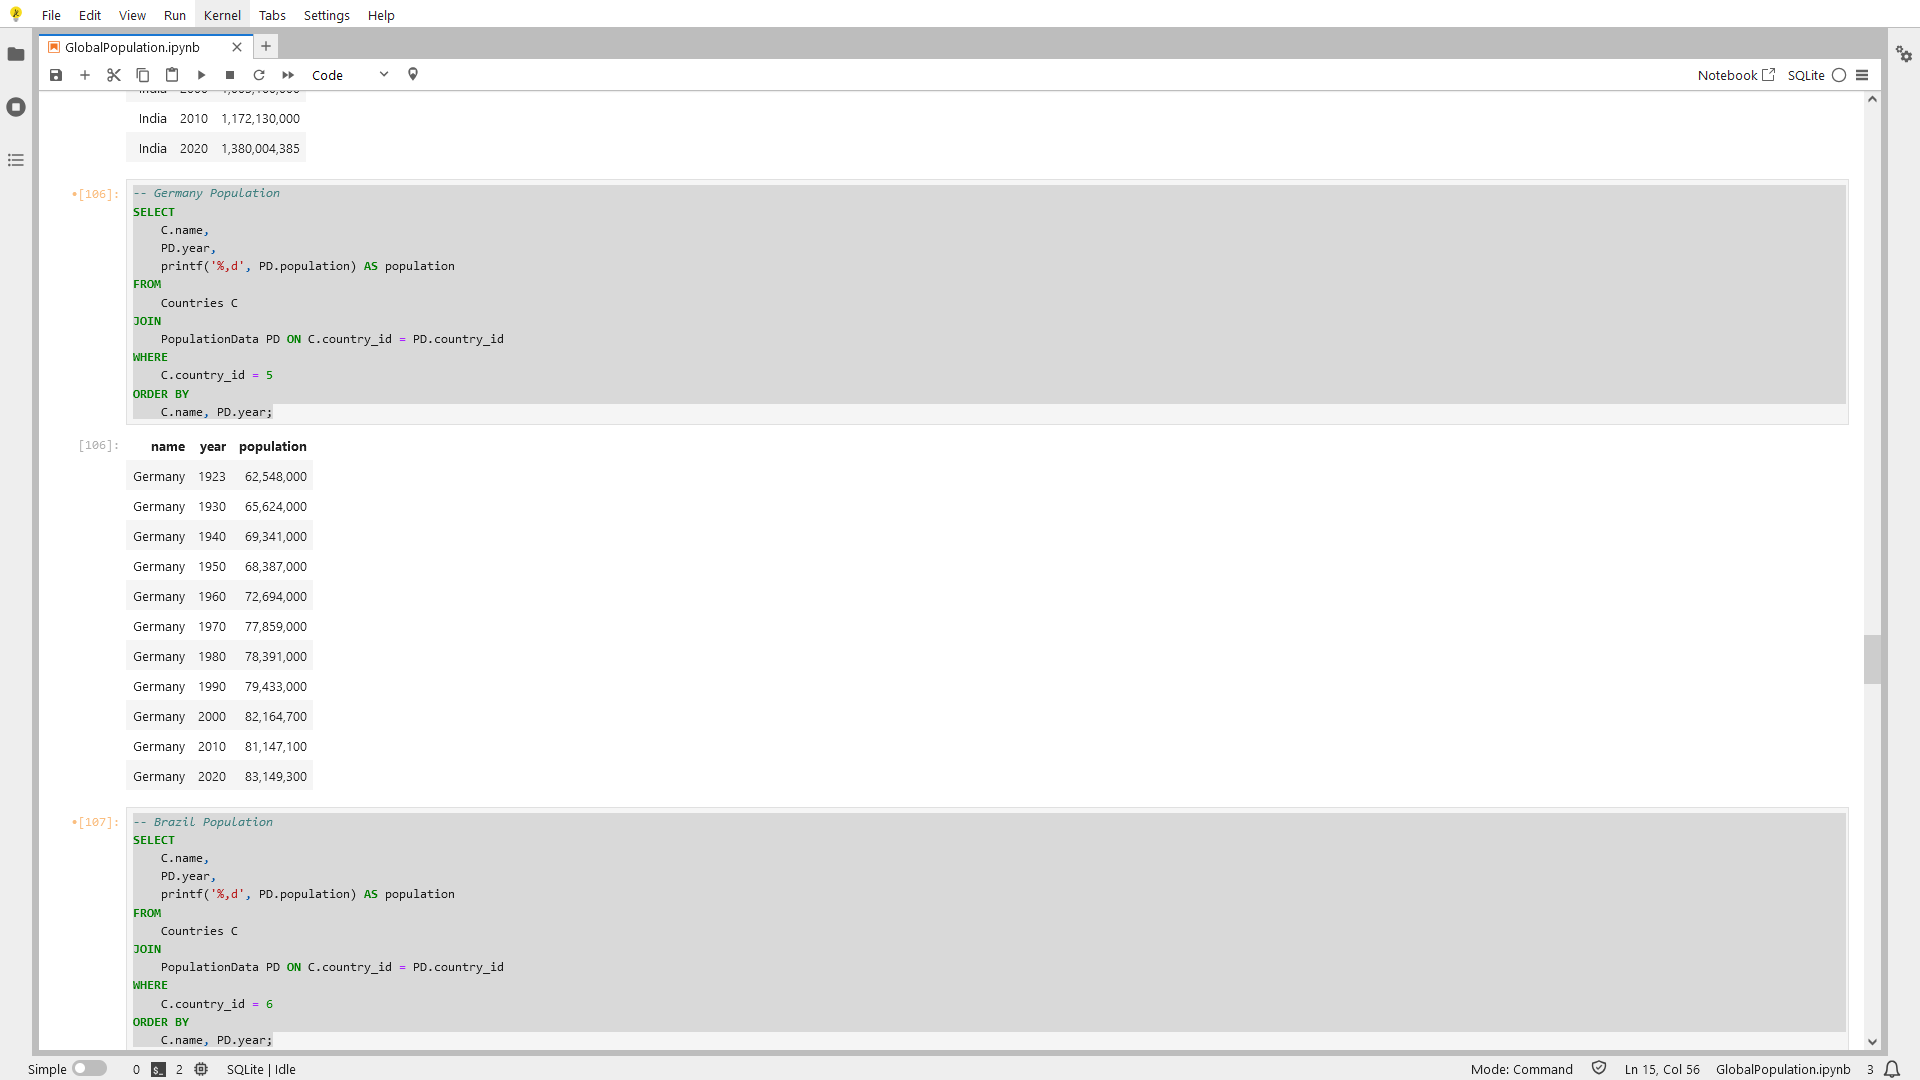 File Edit View Run Kernel Tabs Settings Help
GlobalPopulation.ipynb
Code
Notebook SQLite
India 2010 1,172,130,000
India 2020 1,380,004,385
•[106]:
-- Germany Population
SELECT
C.name,
PD.year,
printf('%,d', PD.population) AS population
FROM
Countries C
JOIN
PopulationData PD ON C.country_id = PD.country_id
WHERE
C.country_id = 5
ORDER BY
C.name, PD.year;
[106]:
name year population
Germany 1923 62,548,000
Germany 1930 65,624,000
Germany 1940 69,341,000
Germany 1950 68,387,000
Germany 1960 72,694,000
Germany 1970 77,859,000
Germany 1980 78,391,000
Germany 1990 79,433,000
Germany 2000 82,164,700
Germany 2010 81,147,100
Germany 2020 83,149,300
•[107]:
-- Brazil Population
SELECT
C.name,
PD.year,
printf('%,d', PD.population) AS population
FROM
Countries C
JOIN
PopulationData PD ON C.country_id = PD.country_id
WHERE
C.country_id = 6
ORDER BY
C.name, PD.year;
Simple 0 $_ 2 SQLite | Idle Mode: Command Ln 15, Col 56 GlobalPopulation.ipynb 3